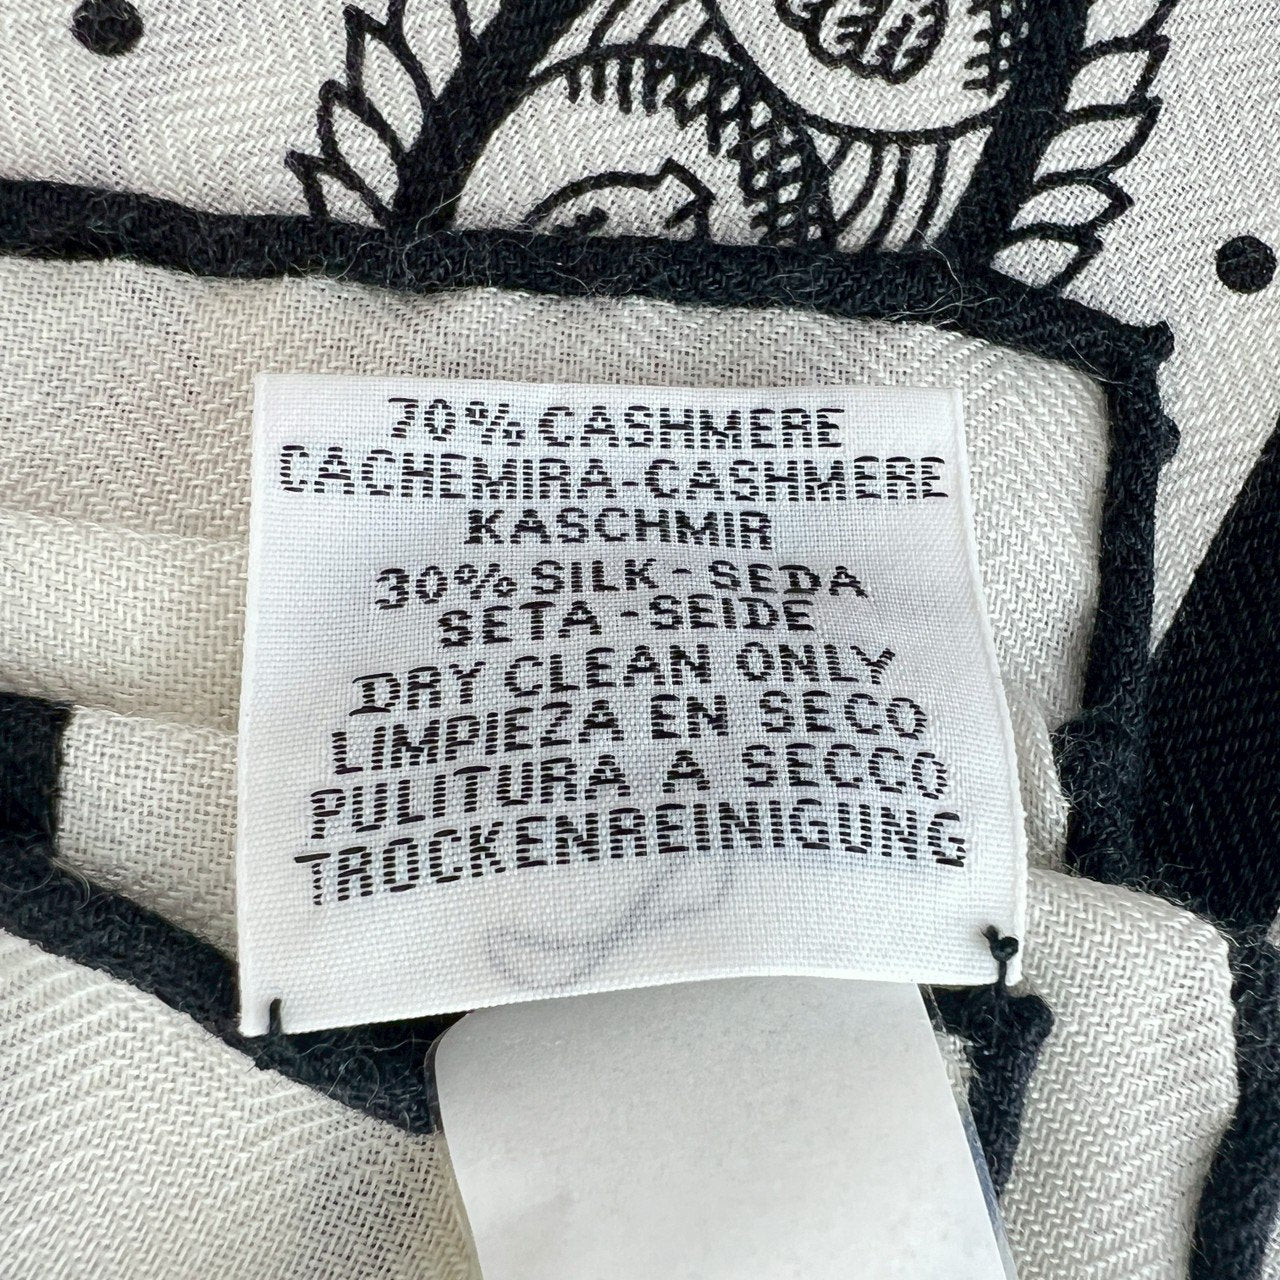 70% CASHMERE
CACHEMIRA-CASHMERE
KASCHMIR
30% SILK - SEDA
SETA - SEIDE
DRY CLEAN ONLY
LIMPIEZA EN SECO
PULITURA A SECCO
TROCKENREINIGUNG